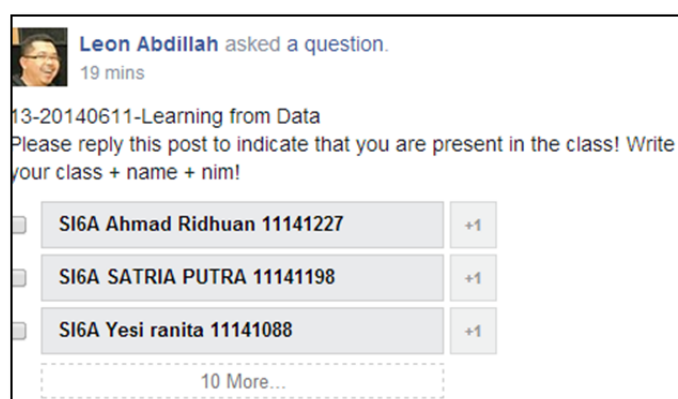 Leon Abdillah asked a question.
19 mins
13-20140611-Learning from Data
Please reply this post to indicate that you are present in the class! Write
your class + name + nim!
SI6A Ahmad Ridhuan 11141227 +1
SI6A SATRIA PUTRA 11141198 +1
SI6A Yesi ranita 11141088 +1
10 More...